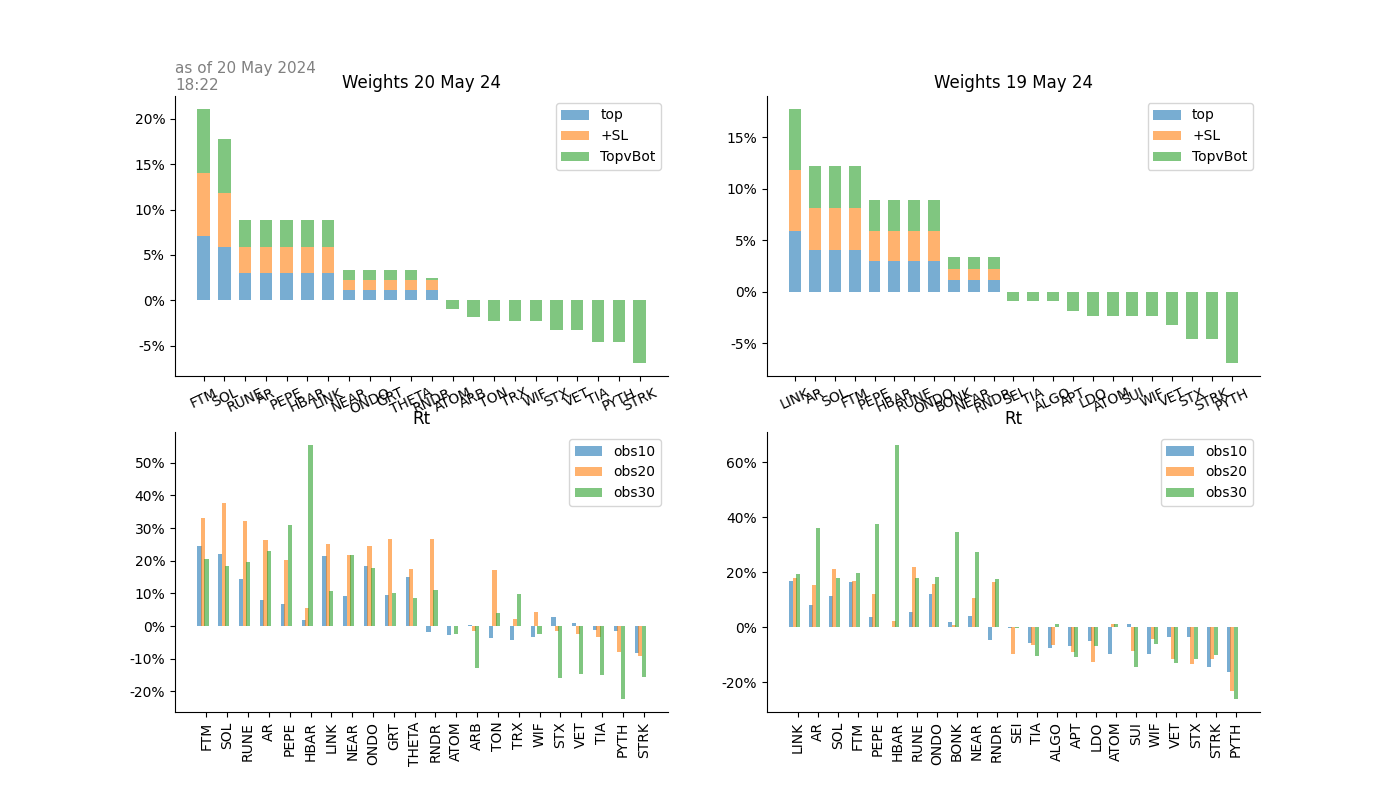 as of 20 May 2024
18:22
Weights 20 May 24
20%
15%
10%
5%
0%
-5%
top
+SL
TopvBot
FTM SOL RUNE AR PEPE HBAR LINK NEAR ONDO GRT THETA RNDR ATOM ARB TON TRX WIF STX VET TIA PYTH STRK
Weights 19 May 24
15%
10%
5%
0%
-5%
top
+SL
TopvBot
LINK AR SOL FTM PEPE HBAR RUNE ONDO BONK NEAR RNDR SEI TIA ALGO APT LDO ATOM SUI WIF VET STX STRK PYTH
Rt
50%
40%
30%
20%
10%
0%
-10%
-20%
obs10
obs20
obs30
FTM SOL RUNE AR PEPE HBAR LINK NEAR ONDO GRT THETA RNDR ATOM ARB TON TRX WIF STX VET TIA PYTH STRK
Rt
60%
40%
20%
0%
-20%
obs10
obs20
obs30
LINK AR SOL FTM PEPE HBAR RUNE ONDO BONK NEAR RNDR SEI TIA ALGO APT LDO ATOM SUI WIF VET STX STRK PYTH